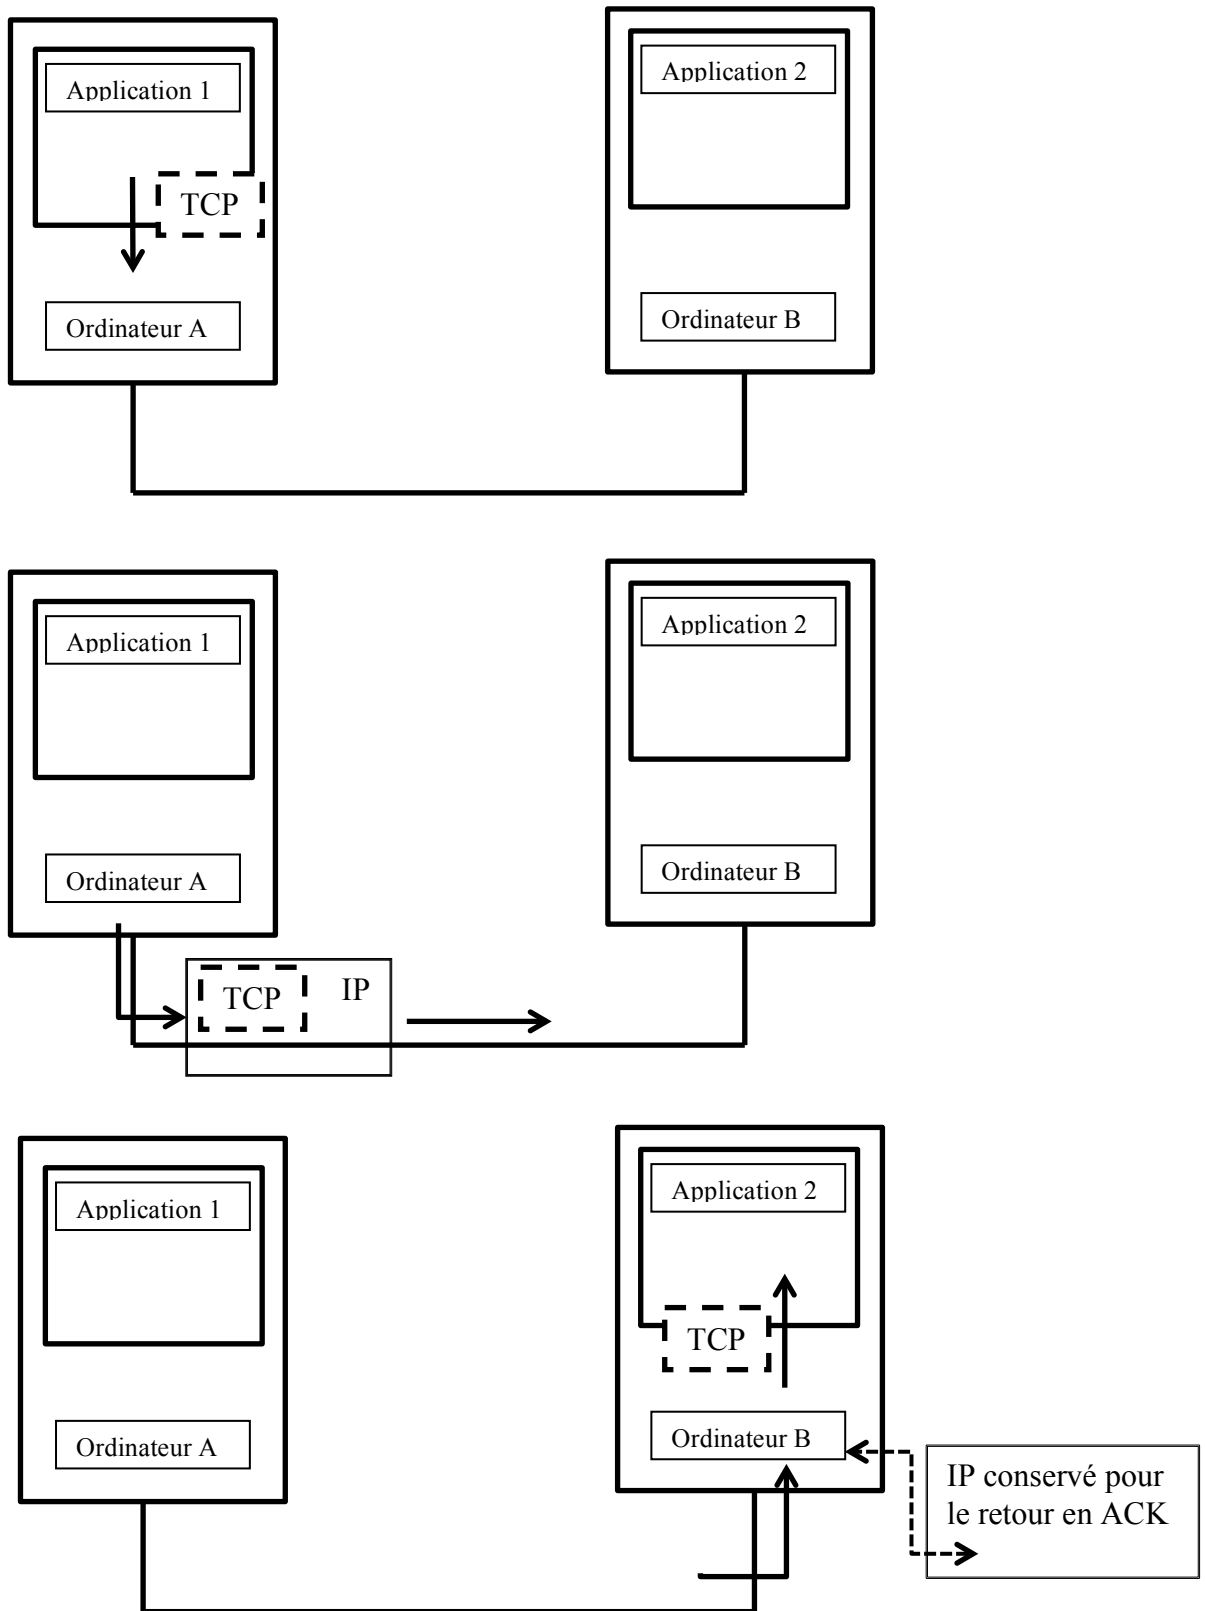 Application 1
Application 2
TCP
Ordinateur A
Ordinateur B
Application 1
Application 2
Ordinateur A
Ordinateur B
TCP
IP
Application 1
Application 2
TCP
Ordinateur A
Ordinateur B
IP conservé pour
le retour en ACK